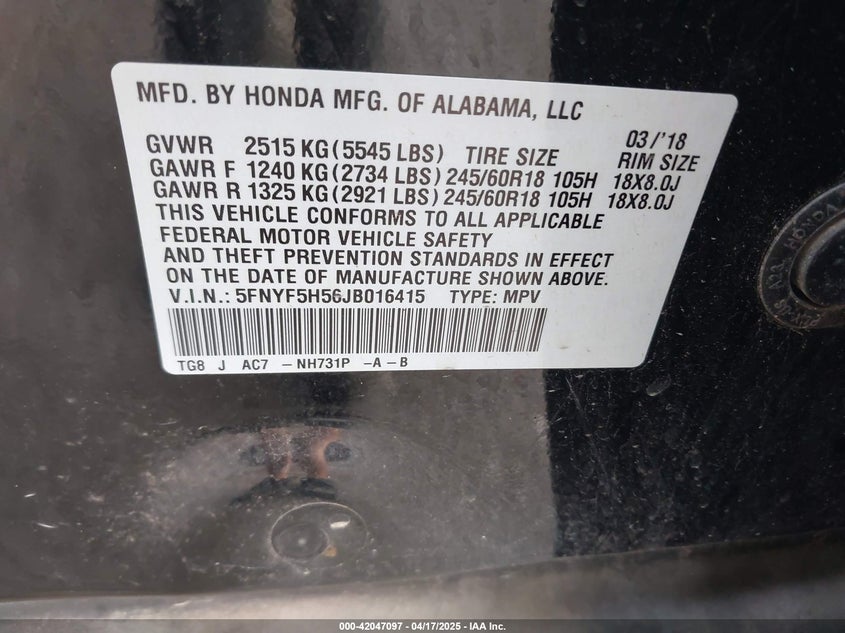 MFD. BY HONDA MFG. OF ALABAMA, LLC
03/'18
GVWR 2515 KG (5545 LBS) TIRE SIZE RIM SIZE
GAWR F 1240 KG (2734 LBS) 245/60R18 105H 18X8.0J
GAWR R 1325 KG (2921 LBS) 245/60R18 105H 18X8.0J
THIS VEHICLE CONFORMS TO ALL APPLICABLE
FEDERAL MOTOR VEHICLE SAFETY
AND THEFT PREVENTION STANDARDS IN EFFECT
ON THE DATE OF MANUFACTURE SHOWN ABOVE.
V.I.N.: 5FNYF5H56JB016415 TYPE: MPV
TG8 J AC7 -NH731P -A-B
HONDA
000-42047097 - 04/17/2025 - IAA Inc.